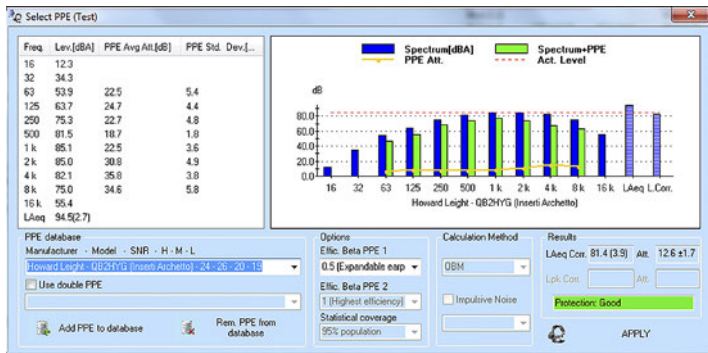 Select PPE (Test)
Freq. Lev.[dBA] PPE Avg Att.[dB] PPE Std. Dev.[...
16 12.3
32 34.3
63 53.9 22.5 5.4
125 63.7 24.7 4.4
250 75.3 22.7 4.8
500 81.5 18.7 1.8
1 k 85.1 22.5 3.6
2 k 85.0 30.8 4.9
4 k 82.1 35.8 3.8
8 k 75.0 34.6 5.8
16 k 55.4
LAeq 94.5(2.7)
Spectrum[dBA] Spectrum+PPE
PPE Att. Act. Level
dB
80.0
60.0
40.0
20.0
0.0
16 32 63 125 250 500 1 k 2 k 4 k 8 k 16 k LAeq L.Corr.
Howard Leight - QB2HYG (Inserti Archetto)
PPE database
Manufacturer - Model - SNR - H - M - L
Howard Leight - QB2HYG (Inserti Archetto) - 24 - 26 - 20 - 19
Use double PPE
Add PPE to database
Rem. PPE from
database
Options
Effic. Beta PPE 1
0.5 (Expandable earp
Effic. Beta PPE 2
1 (Highest efficiency)
Statistical coverage
95% population
Calculation Method
OBM
Impulsive Noise
Results
LAeq Corr. 81.4 (3.9) Att. 12.6 ±1.7
Lpk Corr. Att.
Protection: Good
APPLY